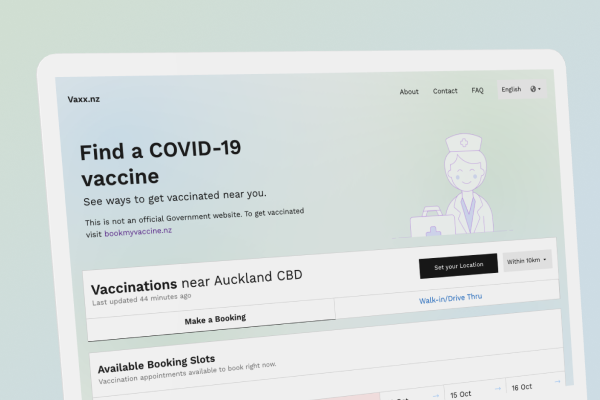 Vaxx.nz
About Contact FAQ English
Find a COVID-19
vaccine
See ways to get vaccinated near you.
This is not an official Government website. To get vaccinated
visit bookmyvaccine.nz
Vaccinations near Auckland CBD
Last updated 44 minutes ago
Set your Location
Within 10km
Make a Booking
Walk-in/Drive Thru
Available Booking Slots
Vaccination appointments available to book right now.
15 Oct
16 Oct